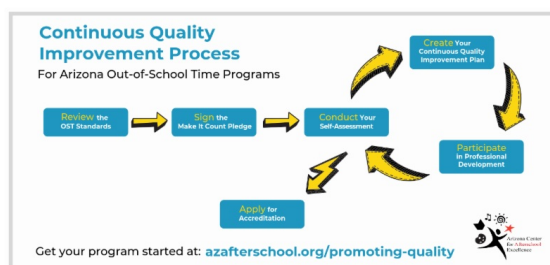 Continuous Quality
Improvement Process
For Arizona Out-of-School Time Programs
Create Your
Continuous Quality
Improvement Plan
Review the
OST Standards
Sign the
Make It Count Pledge
Conduct Your
Self-Assessment
Participate
in Professional
Development
Apply for
Accreditation
Arizona Center
for Afterschool
Excellence
Get your program started at: azafterschool.org/promoting-quality